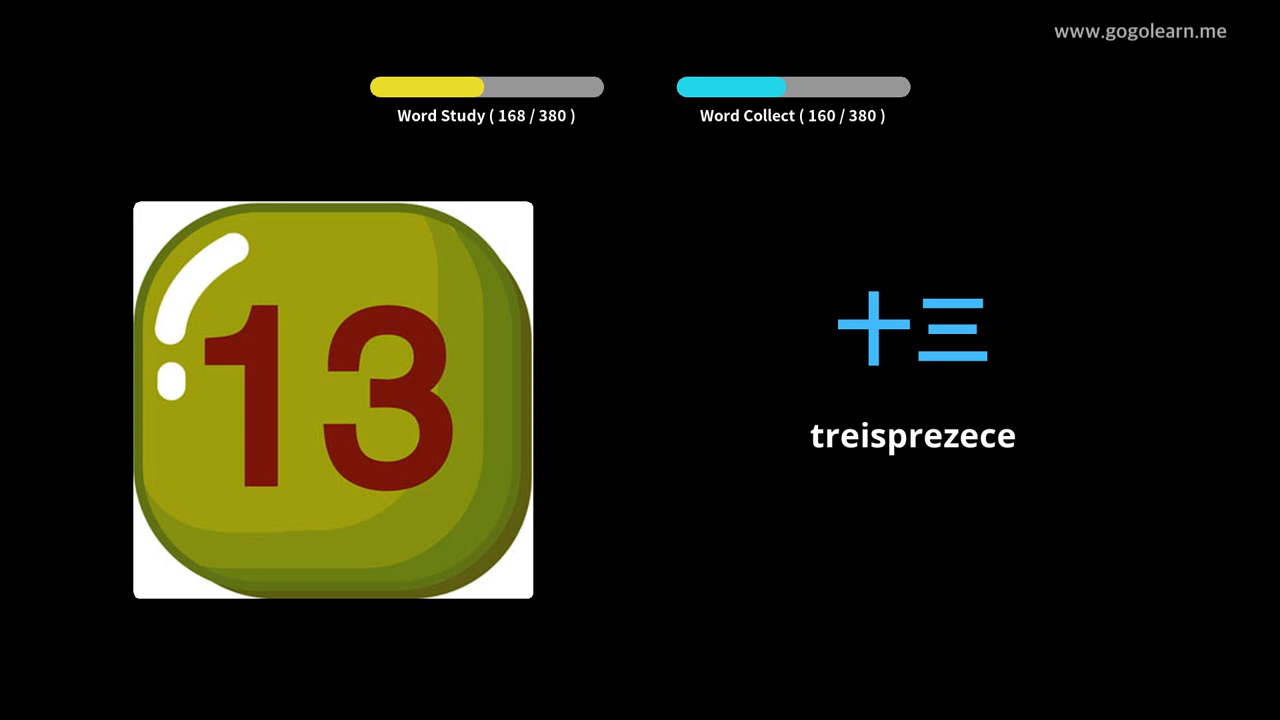 www.gogolearn.me
Word Study ( 168 / 380 )
Word Collect ( 160 / 380 )
13
十三
treisprezece